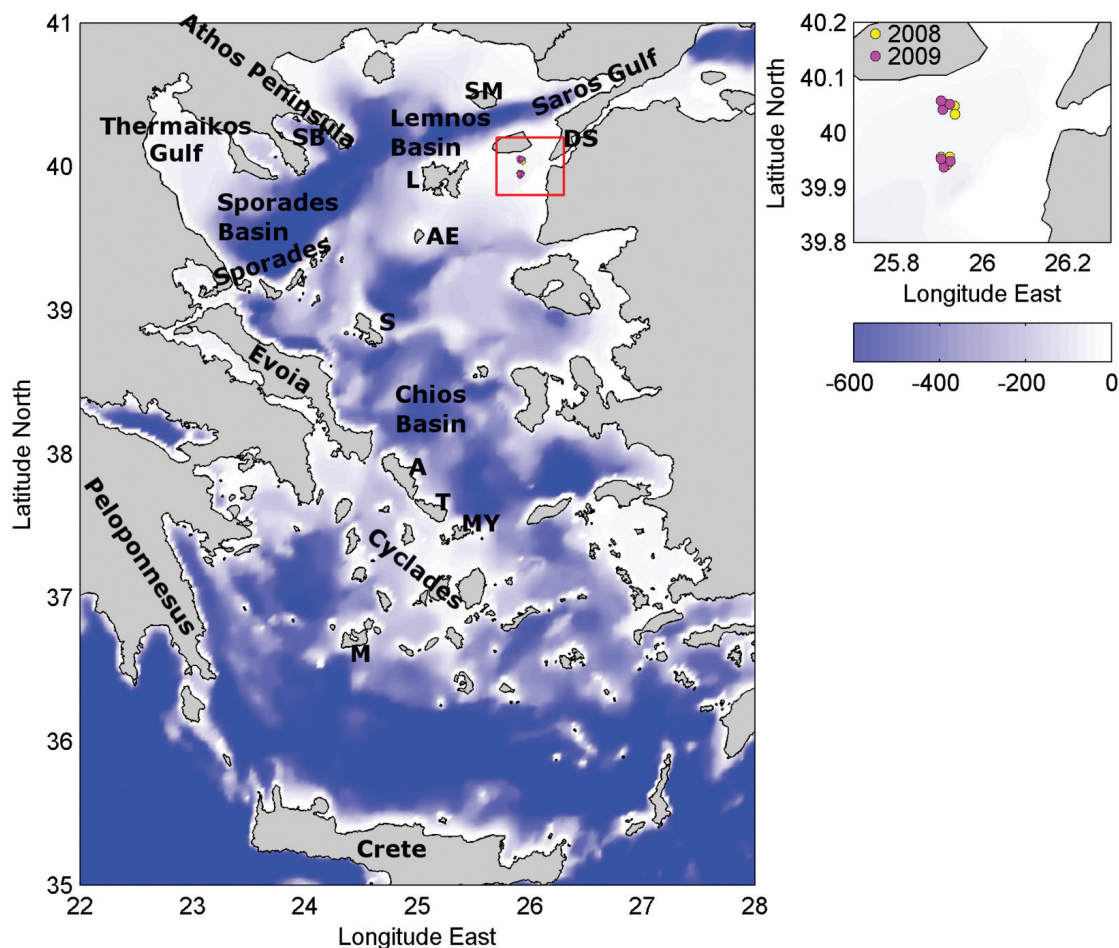 41
40
39
38
37
36
35
22
23
24
25
26
27
28
Latitude North
Longitude East
Athos Peninsula
SM
Saros Gulf
Thermaikos
Gulf
SB
Lemnos
Basin
DS
L
Sporades
Basin
AE
Sporades
S
Evoia
Chios
Basin
A
T
MY
Peloponnesus
Cyclades
M
Crete
40.2
40.1
40
39.9
39.8
25.8
26
26.2
Latitude North
Longitude East
2008
2009
-600
-400
-200
0